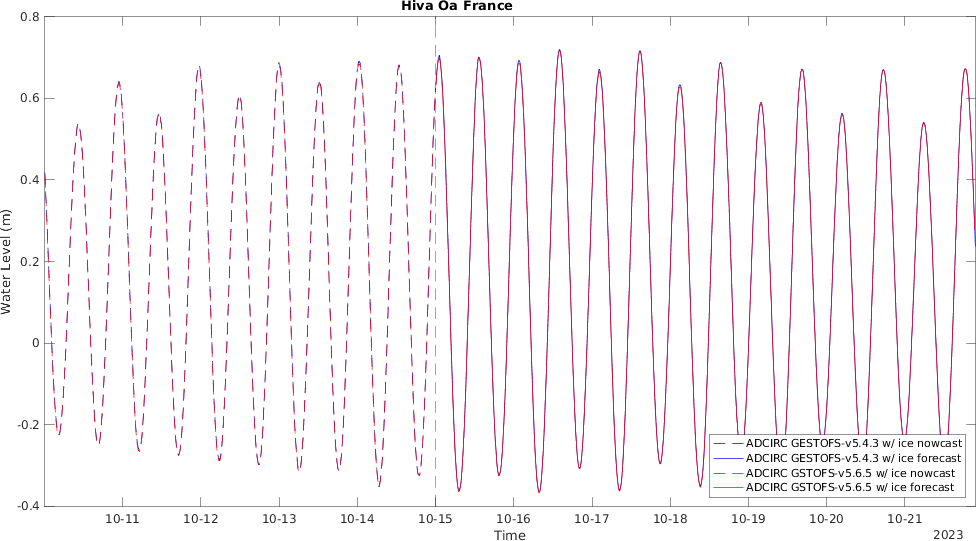 Hiva Oa France
0.8
0.6
0.4
0.2
0
-0.2
-0.4
Water Level (m)
ADCIRC GESTOFS-v5.4.3 w/ ice nowcast
ADCIRC GESTOFS-v5.4.3 w/ ice forecast
ADCIRC GSTOFS-v5.6.5 w/ ice nowcast
ADCIRC GSTOFS-v5.6.5 w/ ice forecast
10-11 10-12 10-13 10-14 10-15 10-16 10-17 10-18 10-19 10-20 10-21
Time
2023